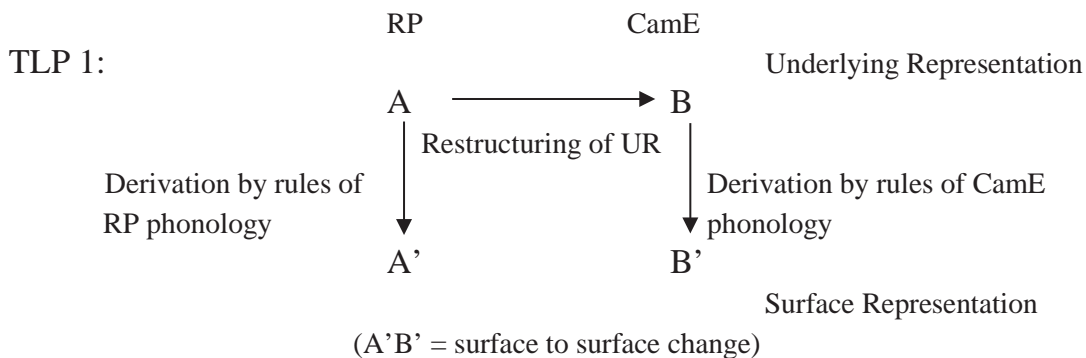 RP CamE
TLP 1: Underlying Representation
A B
Restructuring of UR
Derivation by rules of
RP phonology
Derivation by rules of CamE
phonology
A’ B’
Surface Representation
(A’B’ = surface to surface change)